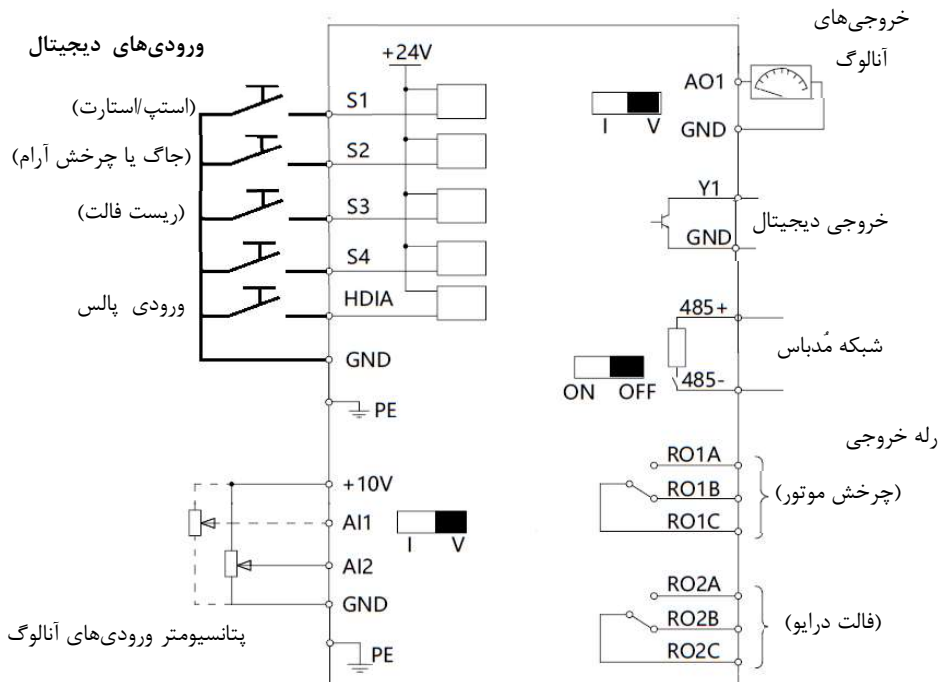 ورودی‌های دیجیتال
+24V
(استپ/استارت)
S1
(جاگ یا چرخش آرام)
S2
(ریست فالت)
S3
S4
ورودی پالس
HDIA
GND
PE
+10V
AI1
I V
AI2
GND
پتانسیومتر ورودی‌های آنالوگ
PE
خروجی‌های
آنالوگ
AO1
I V
GND
Y1
خروجی دیجیتال
GND
485+
شبکه مُدباس
ON OFF
485-
رله خروجی
RO1A
RO1B
(چرخش موتور)
RO1C
RO2A
RO2B
(فالت درایو)
RO2C